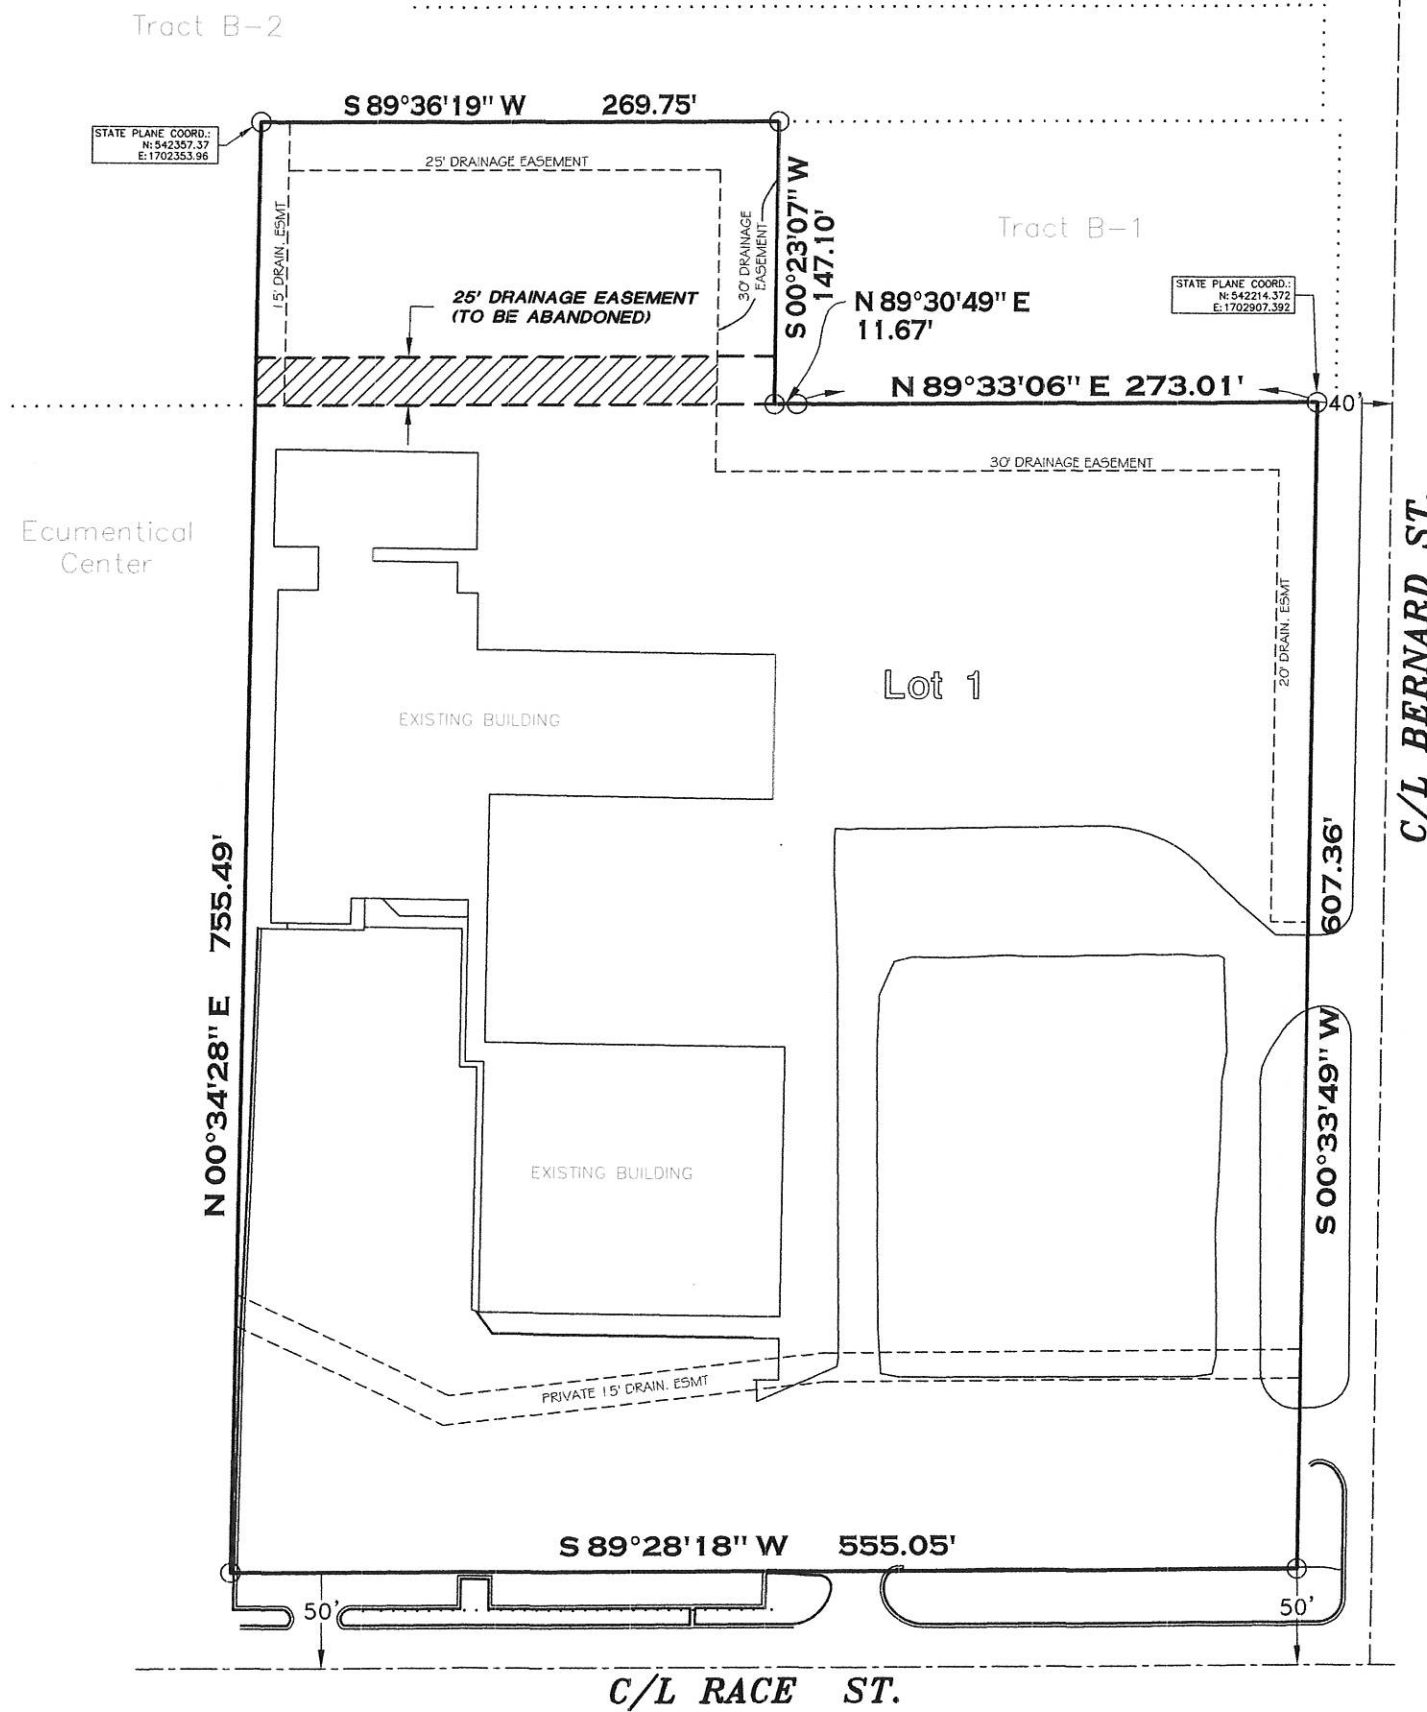 Tract B-2
S 89°36'19" W 269.75'
STATE PLANE COORD.:
N: 542357.37
E: 1702353.96
25' DRAINAGE EASEMENT
15' DRAIN. ESMT
30' DRAINAGE
EASEMENT
S 00°23'07" W
147.10'
Tract B-1
STATE PLANE COORD.:
N: 542214.372
E: 1702907.392
25' DRAINAGE EASEMENT
(TO BE ABANDONED)
N 89°30'49" E
11.67'
N 89°33'06" E 273.01'
40'
30' DRAINAGE EASEMENT
Ecumentical
Center
C/L BERNARD ST.
20' DRAIN. ESMT
Lot 1
EXISTING BUILDING
N 00°34'28" E 755.49'
S 00°33'49" W 607.36'
EXISTING BUILDING
PRIVATE 15' DRAIN. ESMT
S 89°28'18" W 555.05'
50'
50'
C/L RACE ST.